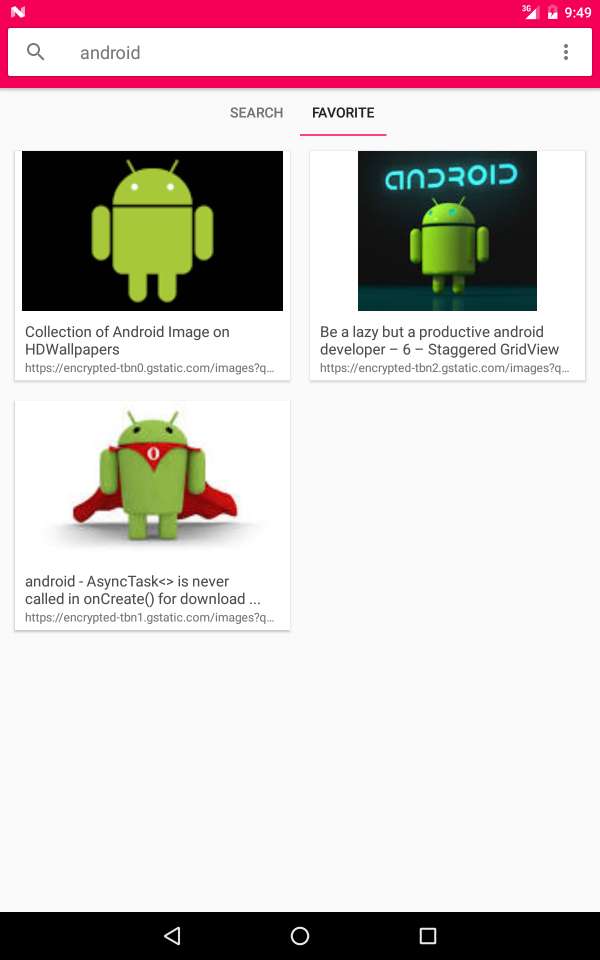 3G
9:49
android
SEARCH
FAVORITE
ANDROID
Collection of Android Image on
HDWallpapers
https://encrypted-tbn0.gstatic.com/images?q...
Be a lazy but a productive android
developer – 6 – Staggered GridView
https://encrypted-tbn2.gstatic.com/images?q...
O
android - AsyncTask<> is never
called in onCreate() for download ...
https://encrypted-tbn1.gstatic.com/images?q...